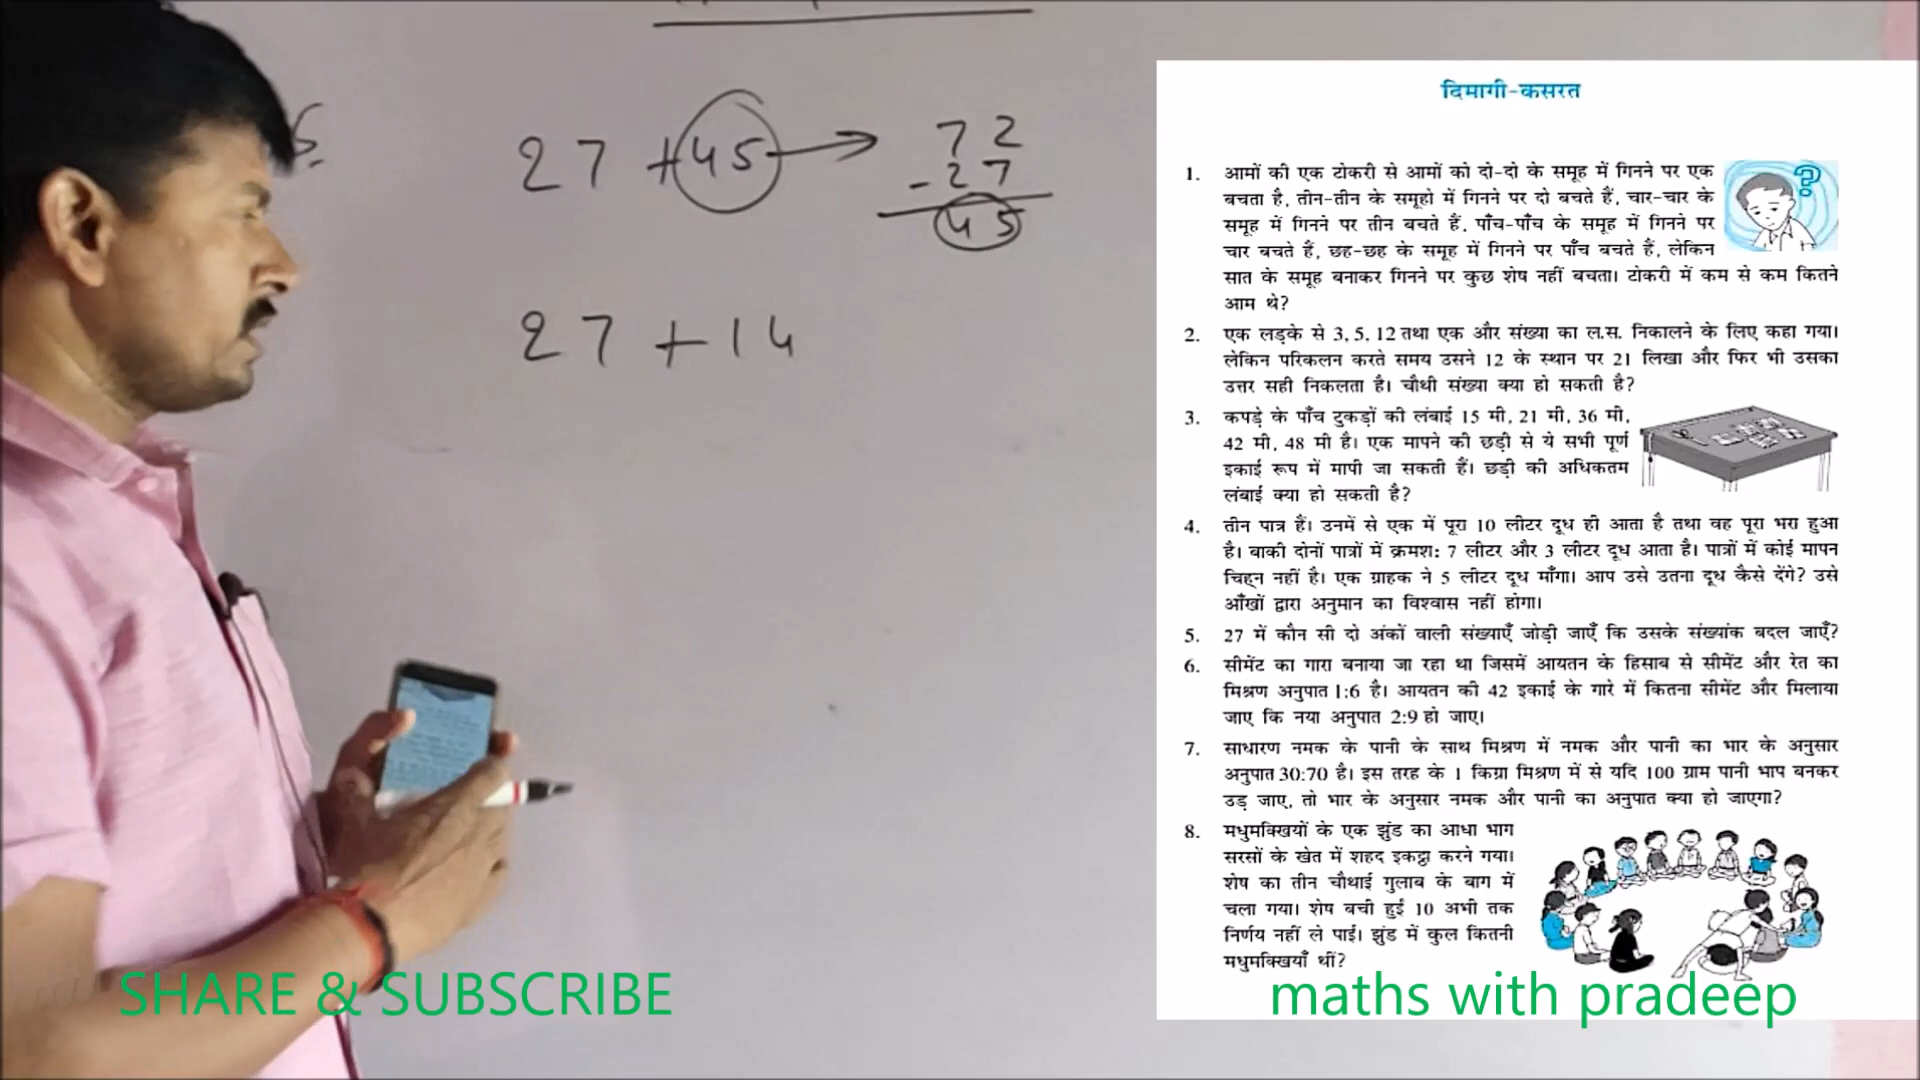 27 + 45 → 72
- 27
45
27 + 14
दिमागी-कसरत
1. आमों की एक टोकरी से आमों को दो-दो के समूह में गिनने पर एक
बचता है, तीन-तीन के समूहो में गिनने पर दो बचते हैं, चार-चार के
समूह में गिनने पर तीन बचते हैं, पाँच-पाँच के समूह में गिनने पर
चार बचते हैं, छह-छह के समूह में गिनने पर पाँच बचते हैं, लेकिन
सात के समूह बनाकर गिनने पर कुछ शेष नहीं बचता। टोकरी में कम से कम कितने
आम थे?
2. एक लड़के से 3, 5, 12 तथा एक और संख्या का ल.स. निकालने के लिए कहा गया।
लेकिन परिकलन करते समय उसने 12 के स्थान पर 21 लिखा और फिर भी उसका
उत्तर सही निकलता है। चौथी संख्या क्या हो सकती है?
3. कपड़े के पाँच टुकड़ों की लंबाई 15 मी, 21 मी, 36 मी,
42 मी, 48 मी है। एक मापने की छड़ी से ये सभी पूर्ण
इकाई रूप में मापी जा सकती हैं। छड़ी की अधिकतम
लंबाई क्या हो सकती है?
4. तीन पात्र हैं। उनमें से एक में पूरा 10 लीटर दूध ही आता है तथा वह पूरा भरा हुआ
है। बाकी दोनों पात्रों में क्रमश: 7 लीटर और 3 लीटर दूध आता है। पात्रों में कोई मापन
चिह्न नहीं है। एक ग्राहक ने 5 लीटर दूध माँगा। आप उसे उतना दूध कैसे देंगे? उसे
आँखों द्वारा अनुमान का विश्वास नहीं होगा।
5. 27 में कौन सी दो अंकों वाली संख्याएँ जोड़ी जाएँ कि उसके संख्यांक बदल जाएँ?
6. सीमेंट का गारा बनाया जा रहा था जिसमें आयतन के हिसाब से सीमेंट और रेत का
मिश्रण अनुपात 1:6 है। आयतन की 42 इकाई के गारे में कितना सीमेंट और मिलाया
जाए कि नया अनुपात 2:9 हो जाए।
7. साधारण नमक के पानी के साथ मिश्रण में नमक और पानी का भार के अनुसार
अनुपात 30:70 है। इस तरह के 1 किग्रा मिश्रण में से यदि 100 ग्राम पानी भाप बनकर
उड़ जाए, तो भार के अनुसार नमक और पानी का अनुपात क्या हो जाएगा?
8. मधुमक्खियों के एक झुंड का आधा भाग
सरसों के खेत में शहद इकट्ठा करने गया।
शेष का तीन चौथाई गुलाब के बाग में
चला गया। शेष बची हुई 10 अभी तक
निर्णय नहीं ले पाई। झुंड में कुल कितनी
मधुमक्खियाँ थीं?
SHARE & SUBSCRIBE
maths with pradeep